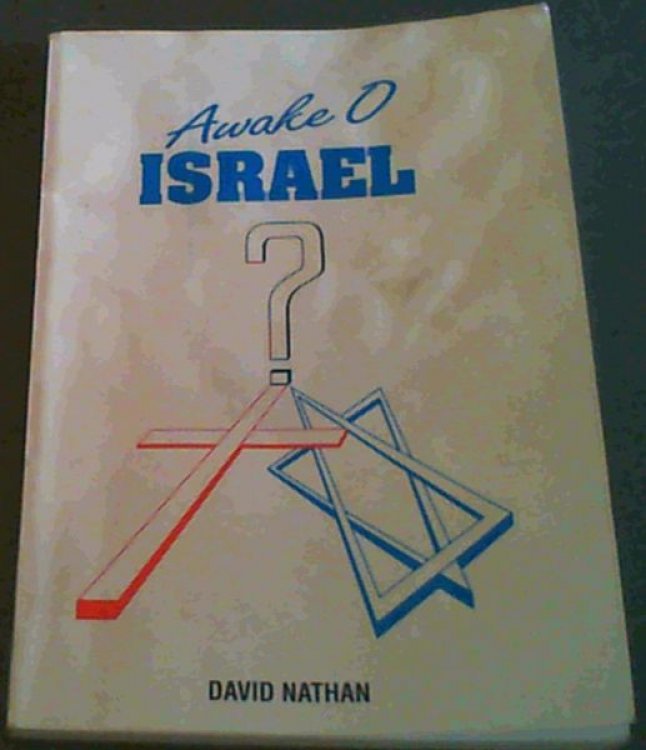 Awake O
ISRAEL
?
DAVID NATHAN